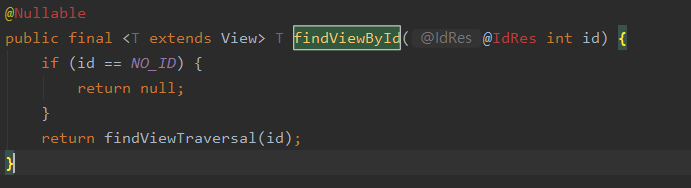 @Nullable
public final <T extends View> T findViewById( @IdRes @IdRes int id) {
if (id == NO_ID) {
return null;
}
return findViewTraversal(id);
}